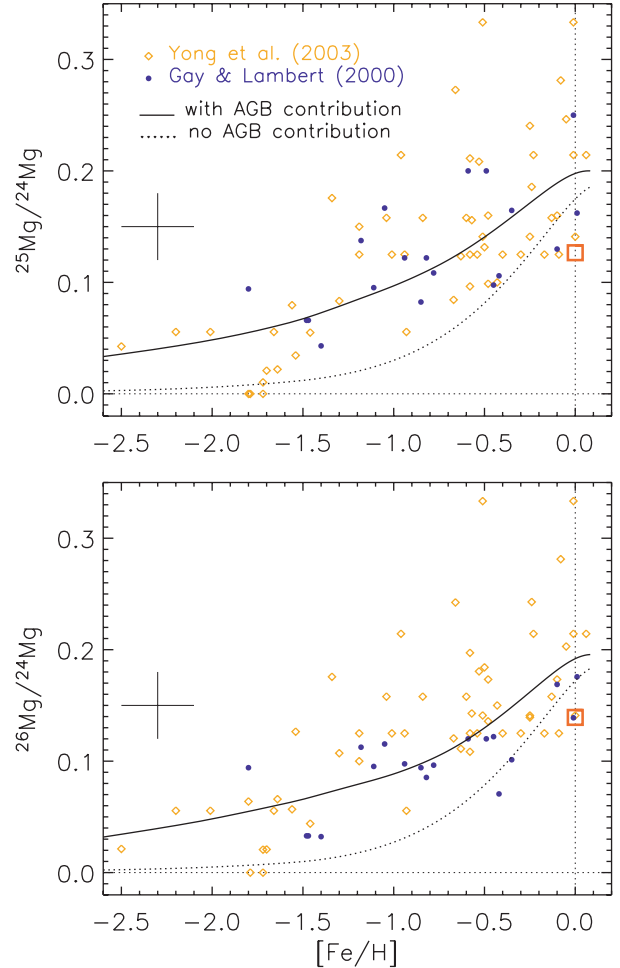 0.3
0.2
0.1
0.0
²⁵Mg/²⁴Mg
Yong et al. (2003)
Gay & Lambert (2000)
with AGB contribution
no AGB contribution
−2.5 −2.0 −1.5 −1.0 −0.5 0.0
0.3
0.2
0.1
0.0
²⁶Mg/²⁴Mg
−2.5 −2.0 −1.5 −1.0 −0.5 0.0
[Fe/H]